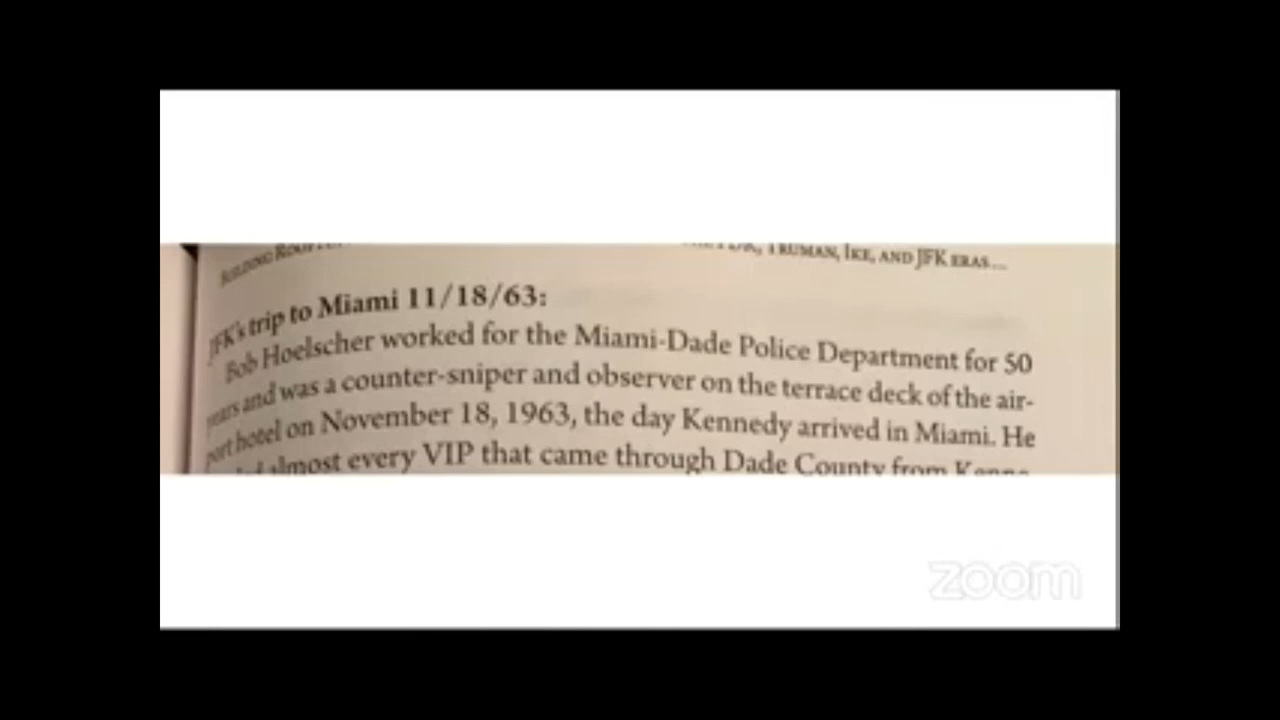 BUILDING
TRUMAN, IKE, AND JFK ERAS...
JFK's trip to Miami 11/18/63:
Bob Hoelscher worked for the Miami-Dade Police Department for 50
years and was a counter-sniper and observer on the terrace deck of the air-
port hotel on November 18, 1963, the day Kennedy arrived in Miami. He
almost every VIP that came through Dade County from
zoom